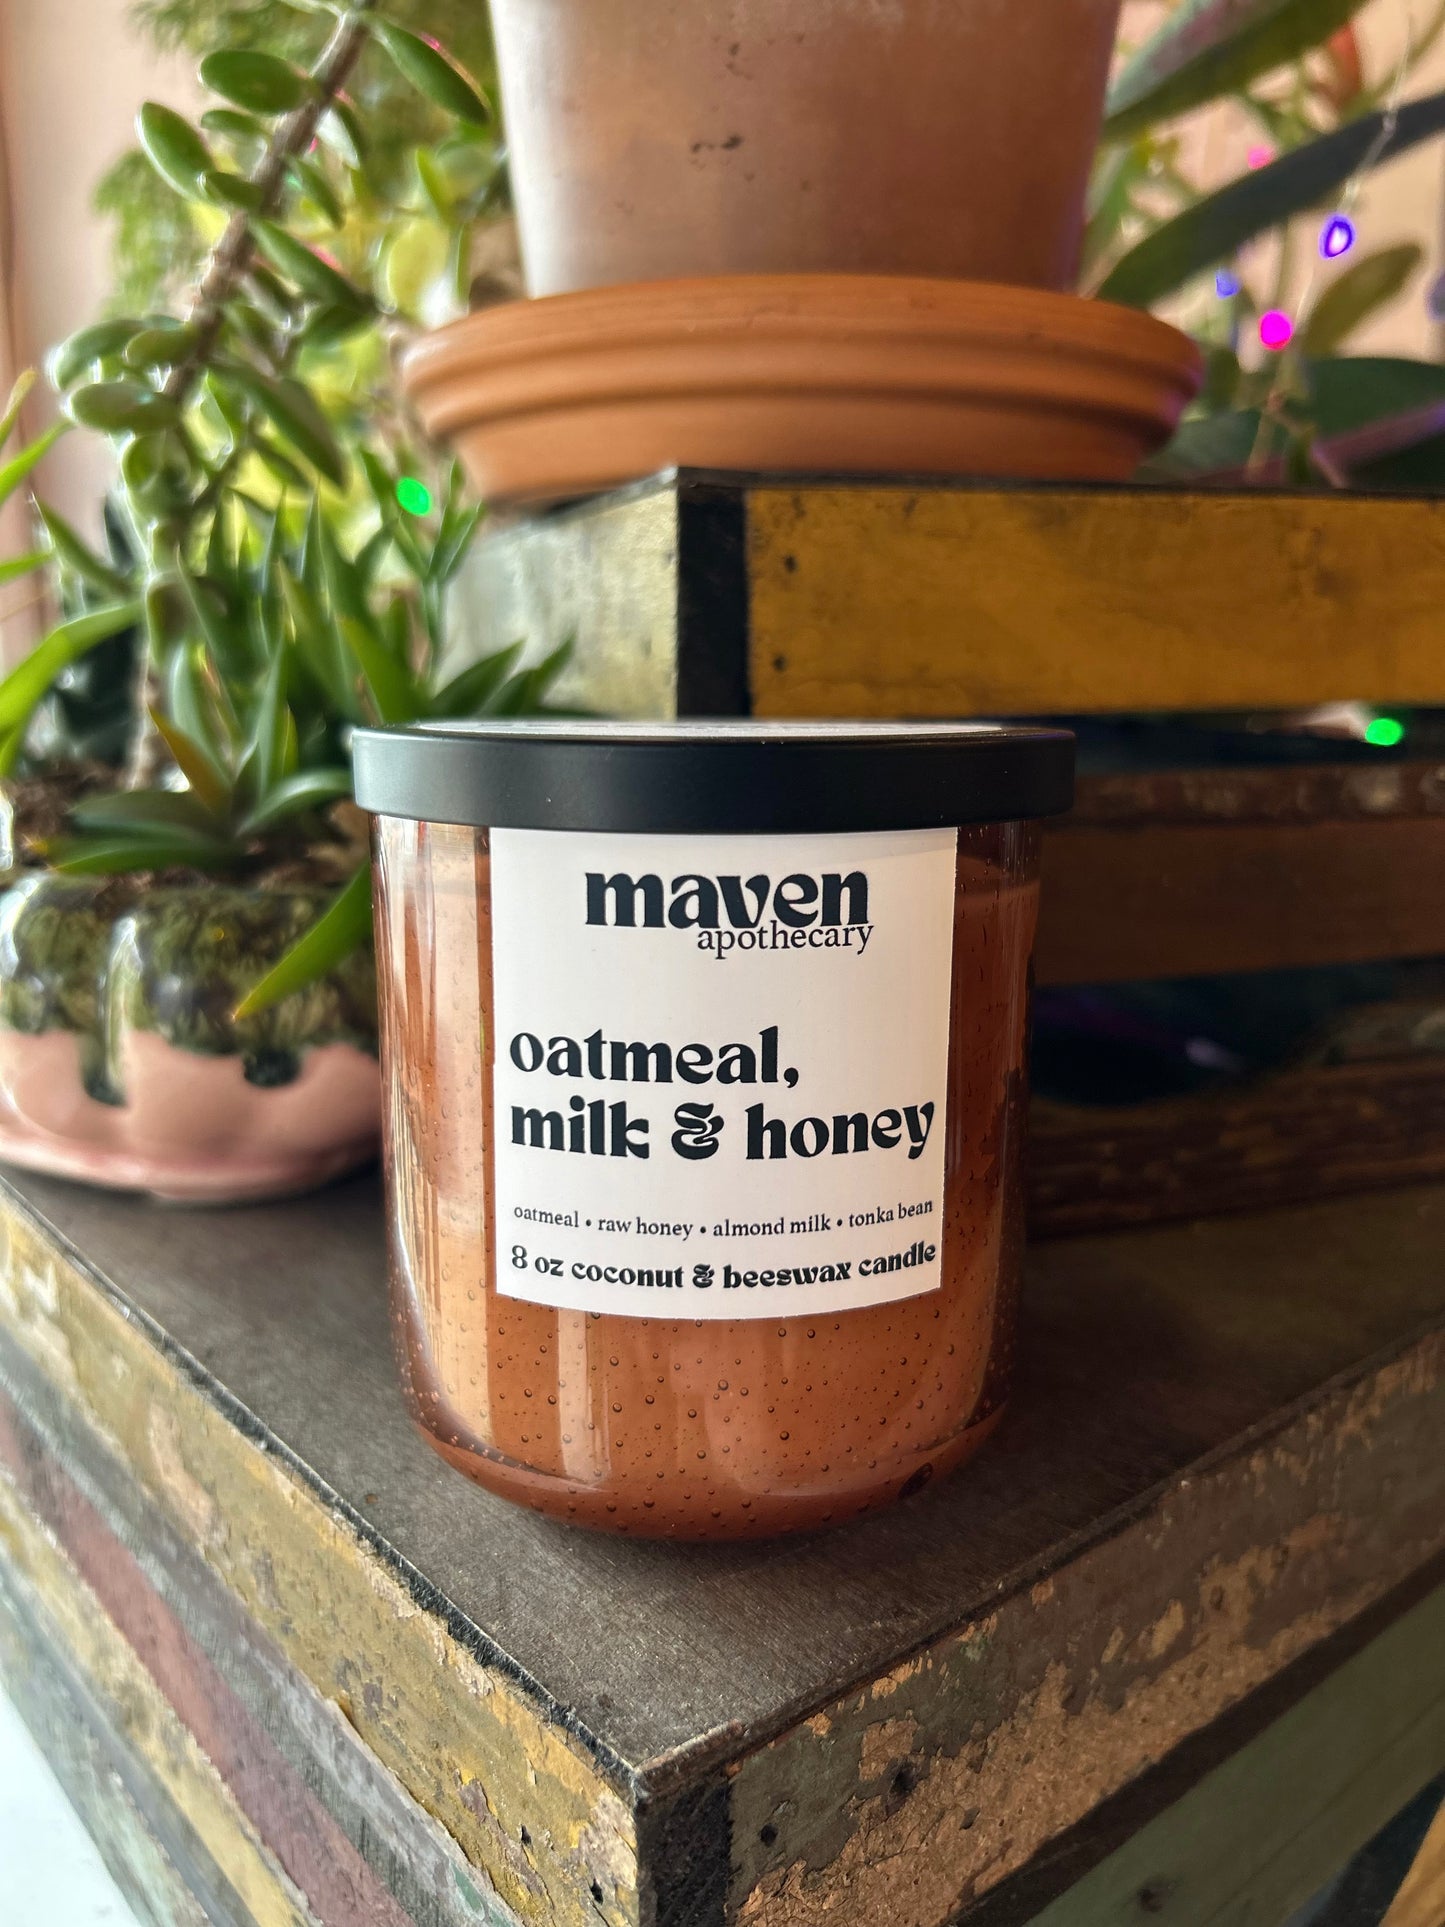 maven
apothecary
oatmeal,
milk & honey
oatmeal • raw honey • almond milk • tonka bean
8 oz coconut & beeswax candle